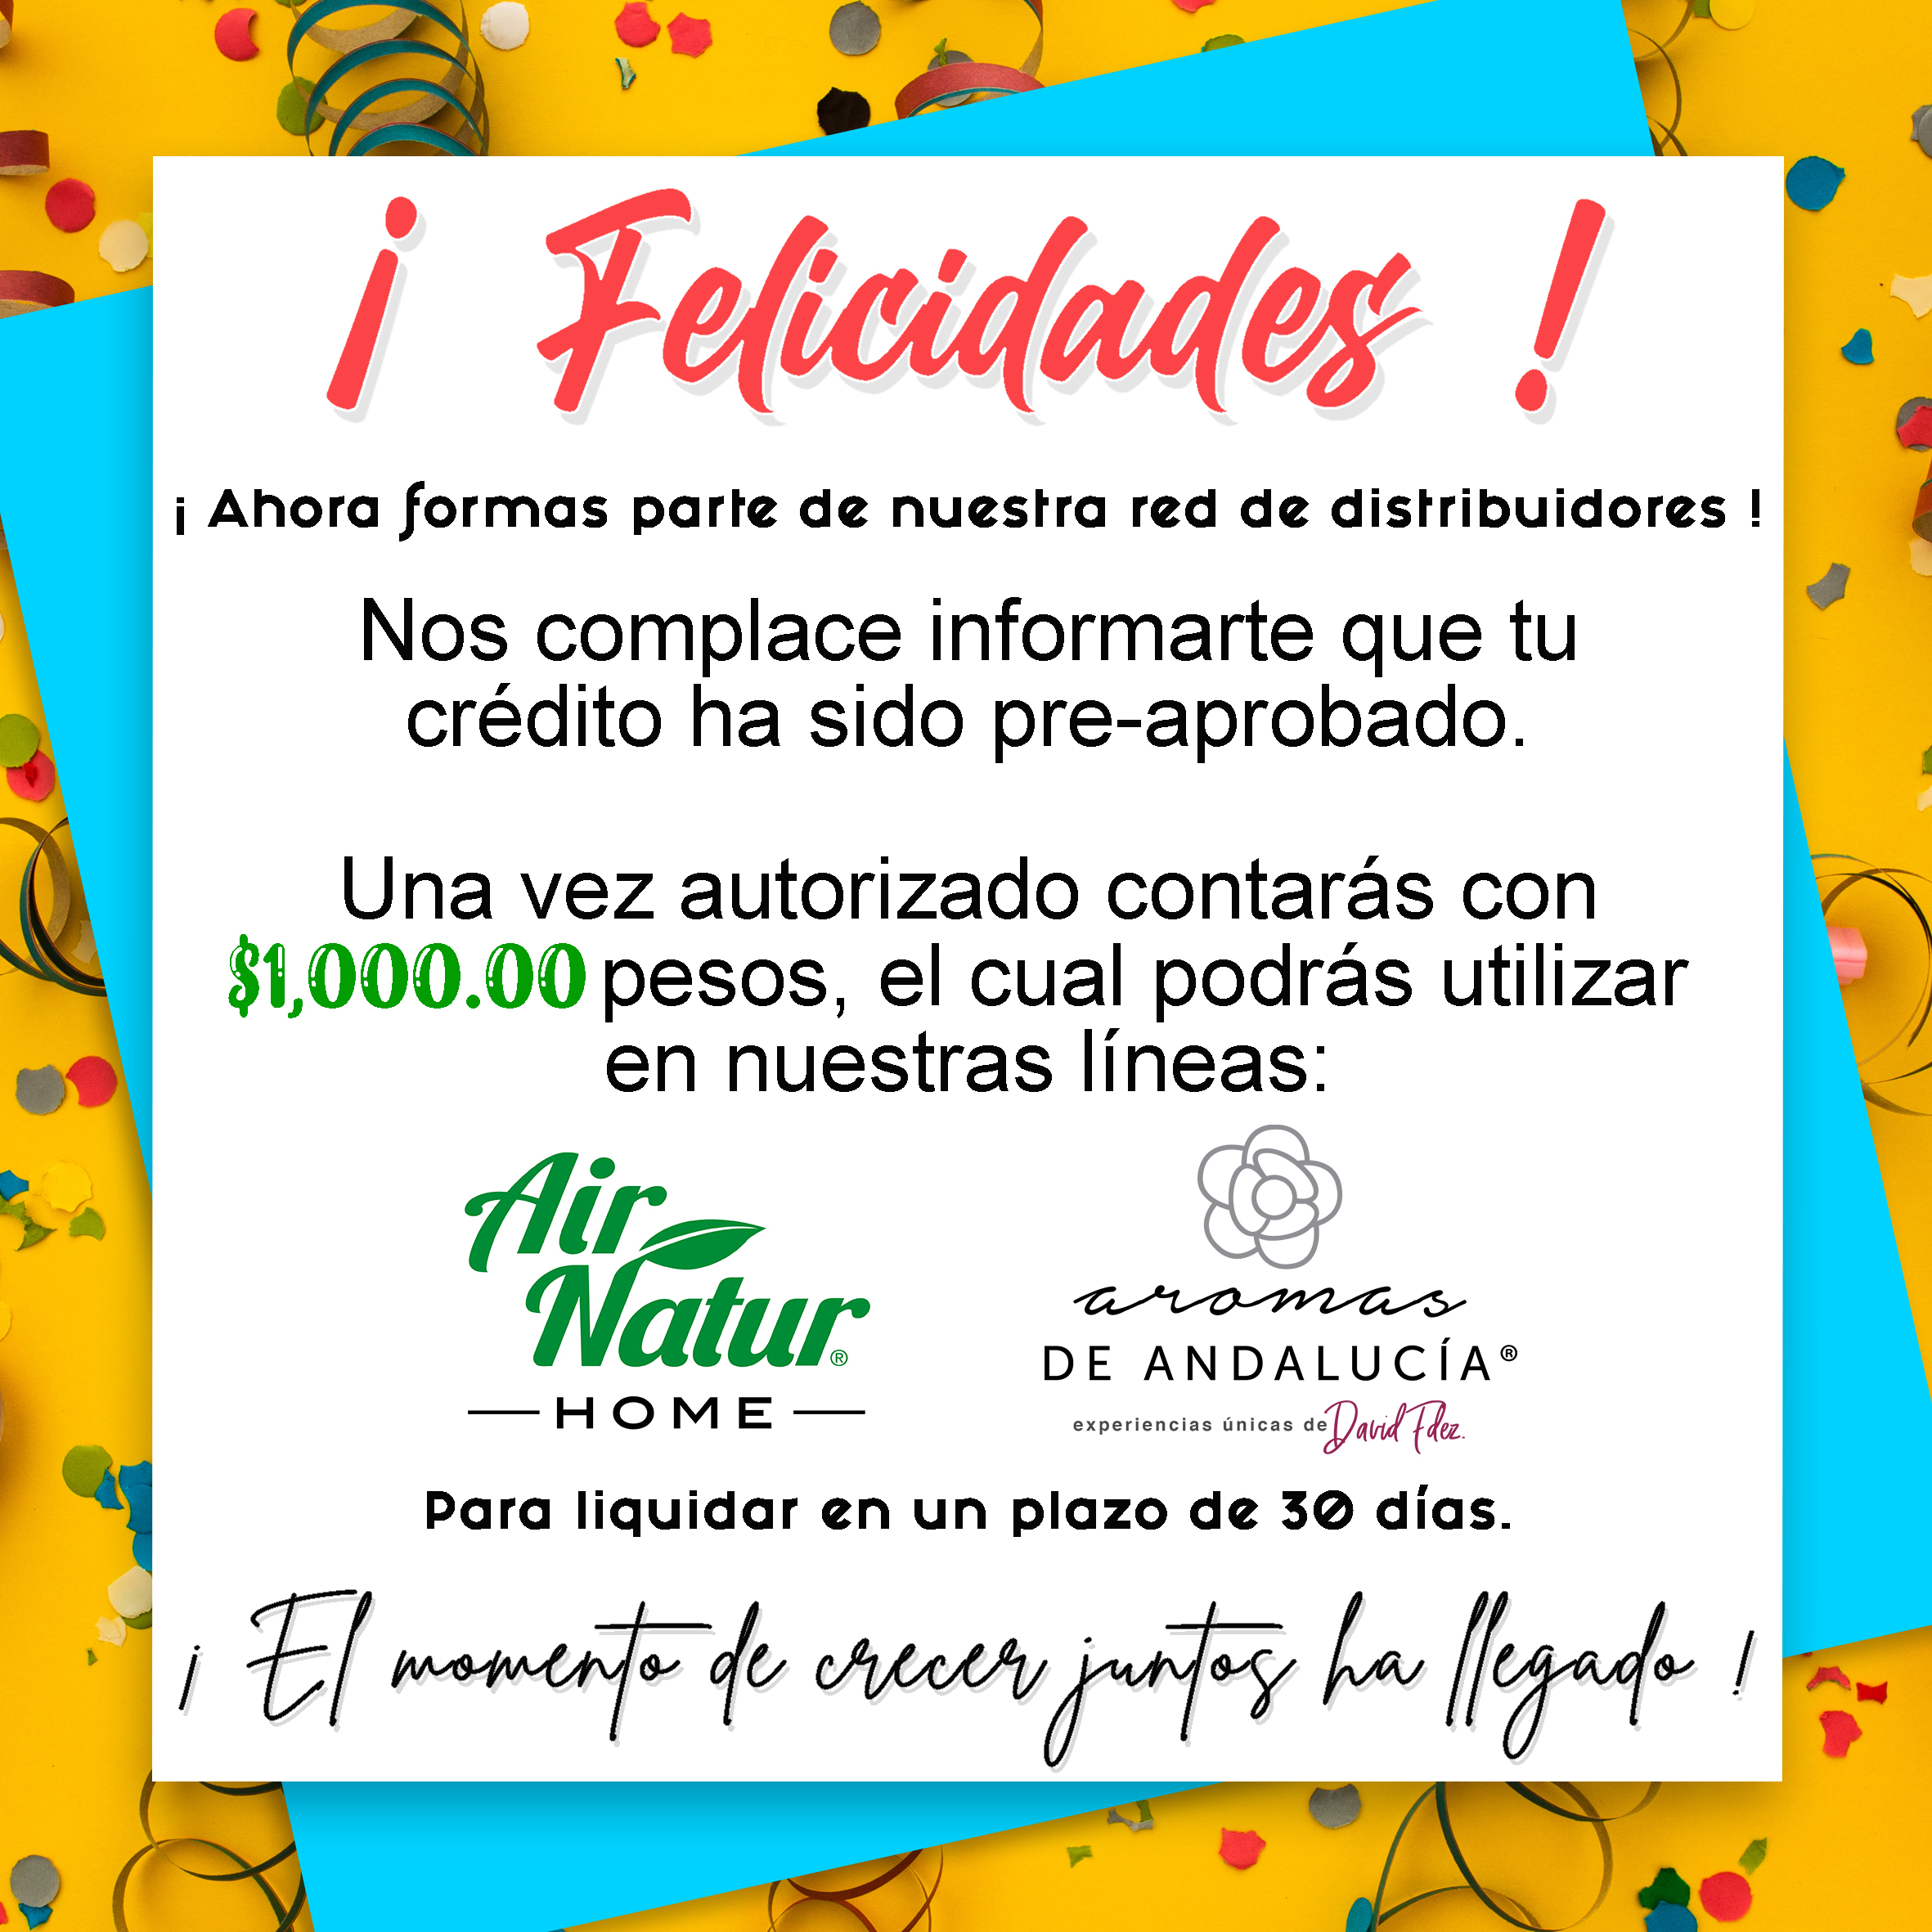 ¡ Felicidades !
¡ Ahora formas parte de nuestra red de distribuidores !
Nos complace informarte que tu
crédito ha sido pre-aprobado.
Una vez autorizado contarás con
$1,000.00 pesos, el cual podrás utilizar
en nuestras líneas:
Air
Natur®
HOME
aromas
DE ANDALUCÍA®
experiencias únicas de David Fdez.
Para liquidar en un plazo de 30 días.
¡ El momento de crecer juntos ha llegado !